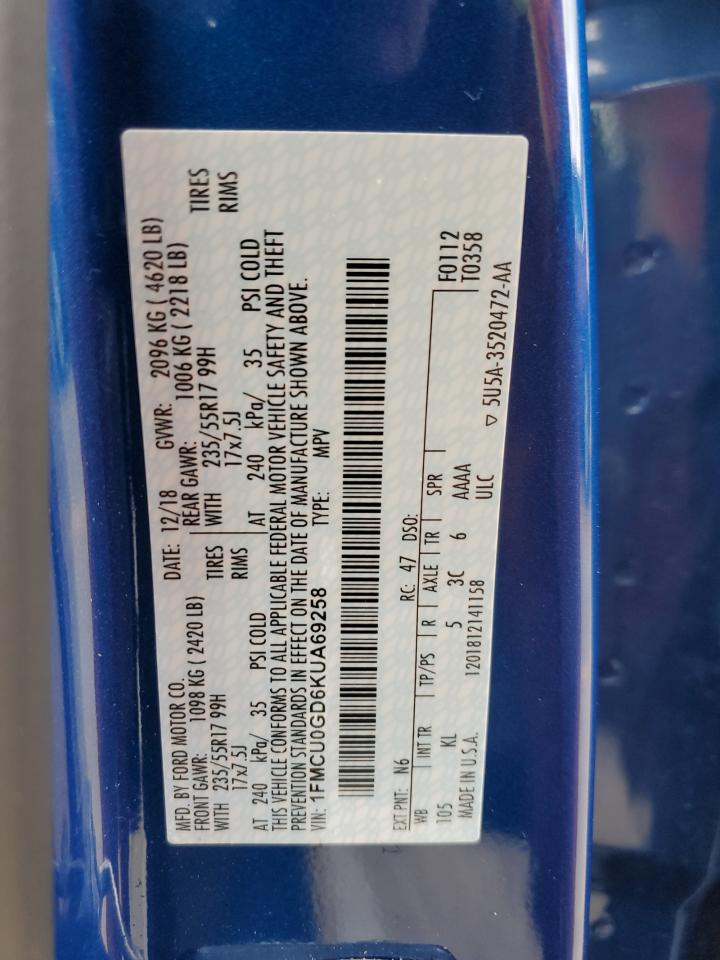 MFD. BY FORD MOTOR CO.
DATE: 12/18 GVWR: 2096 KG ( 4620 LB)
FRONT GAWR: 1098 KG ( 2420 LB)
REAR GAWR: 1006 KG ( 2218 LB)
WITH 235/55R17 99H TIRES
WITH 235/55R17 99H TIRES
17x7.5J RIMS
17x7.5J RIMS
AT 240 kPa/ 35 PSI COLD
AT 240 kPa/ 35 PSI COLD
THIS VEHICLE CONFORMS TO ALL APPLICABLE FEDERAL MOTOR VEHICLE SAFETY AND THEFT
PREVENTION STANDARDS IN EFFECT ON THE DATE OF MANUFACTURE SHOWN ABOVE.
VIN: 1FMCU0GD6KUA69258 TYPE: MPV
EXT PNT: N6 RC: 47 DSO: F0112
WB INT TR TP/PS R AXLE TR SPR T0358
105 KL 5 3C 6 AAAA
MADE IN U.S.A. 1201812141158 ULC ▽ 5U5A-3520472-AA